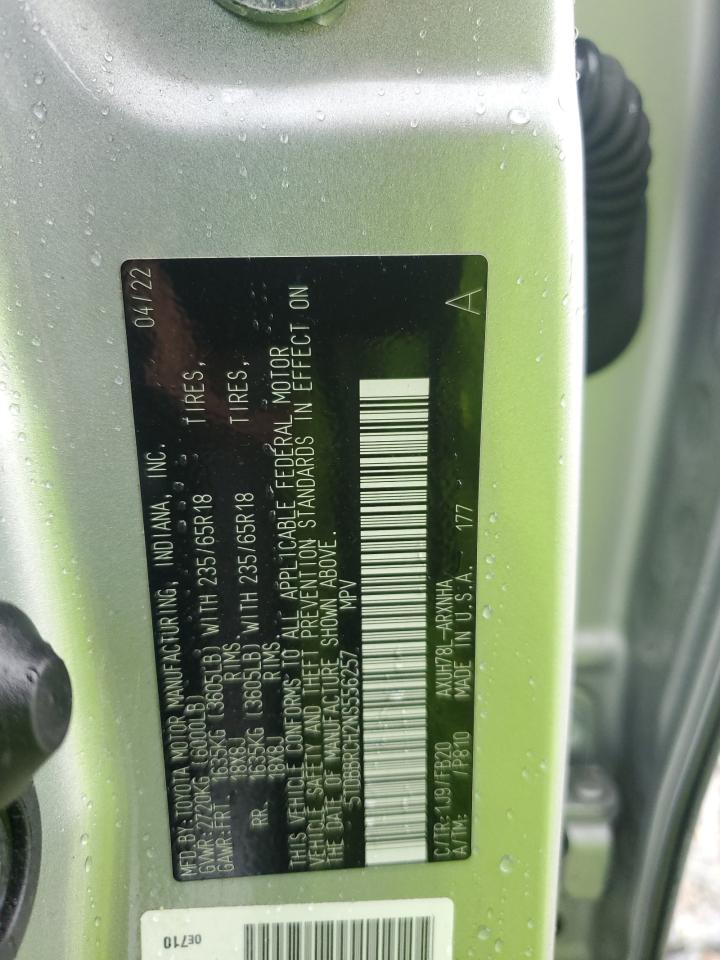 MFD.BY:TOYOTA MOTOR MANUFACTURING, INDIANA, INC. 04/22
GVWR:2720KG (6000LB)
GAWR:FRT. 1635KG (3605LB) WITH 235/65R18 TIRES,
18X8J RIMS
RR. 1635KG (3605LB) WITH 235/65R18 TIRES,
18X8J RIMS
THIS VEHICLE CONFORMS TO ALL APPLICABLE FEDERAL MOTOR
VEHICLE SAFETY AND THEFT PREVENTION STANDARDS IN EFFECT ON
THE DATE OF MANUFACTURE SHOWN ABOVE.
5TDBBRCH2NS556257 MPV
C/TR:1J9/FB20 AXUH78L-ARXNHA
A/TM: /P810 MADE IN U.S.A. 177 A
0E710